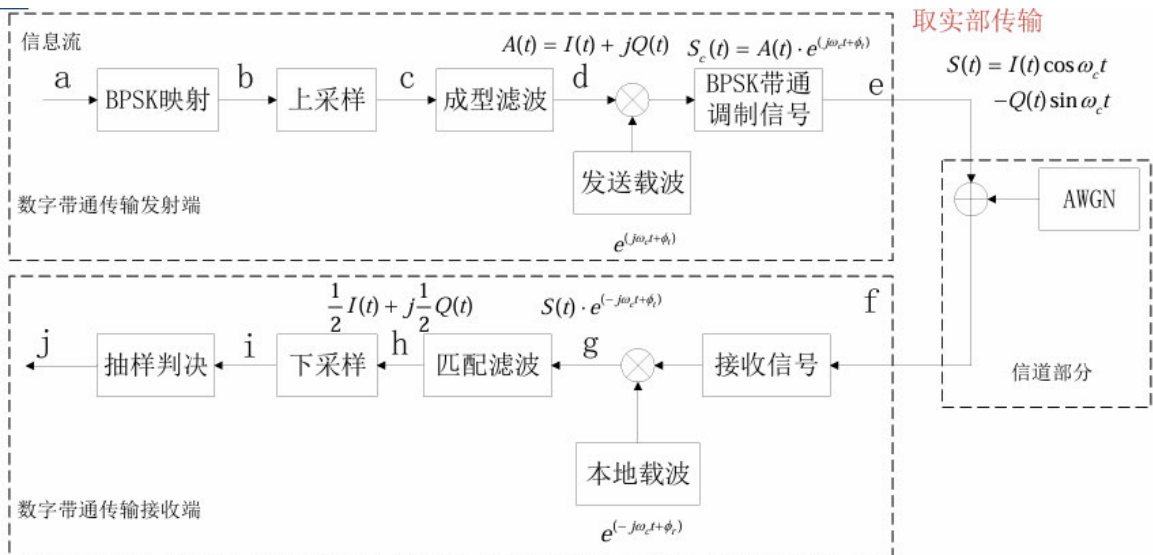 取实部传输
信息流
A(t) = I(t) + jQ(t)
S_c(t) = A(t) · e^{(jω_c t+ϕ_t)}
S(t) = I(t) cos ω_c t
-Q(t) sin ω_c t
a
BPSK映射
b
上采样
c
成型滤波
d
BPSK带通
调制信号
e
发送载波
e^{(jω_c t+ϕ_t)}
数字带通传输发射端
AWGN
信道部分
1/2 I(t) + j 1/2 Q(t)
S(t) · e^{(-jω_c t+ϕ_t)}
f
j
抽样判决
i
下采样
h
匹配滤波
g
接收信号
本地载波
e^{(-jω_c t+ϕ_r)}
数字带通传输接收端